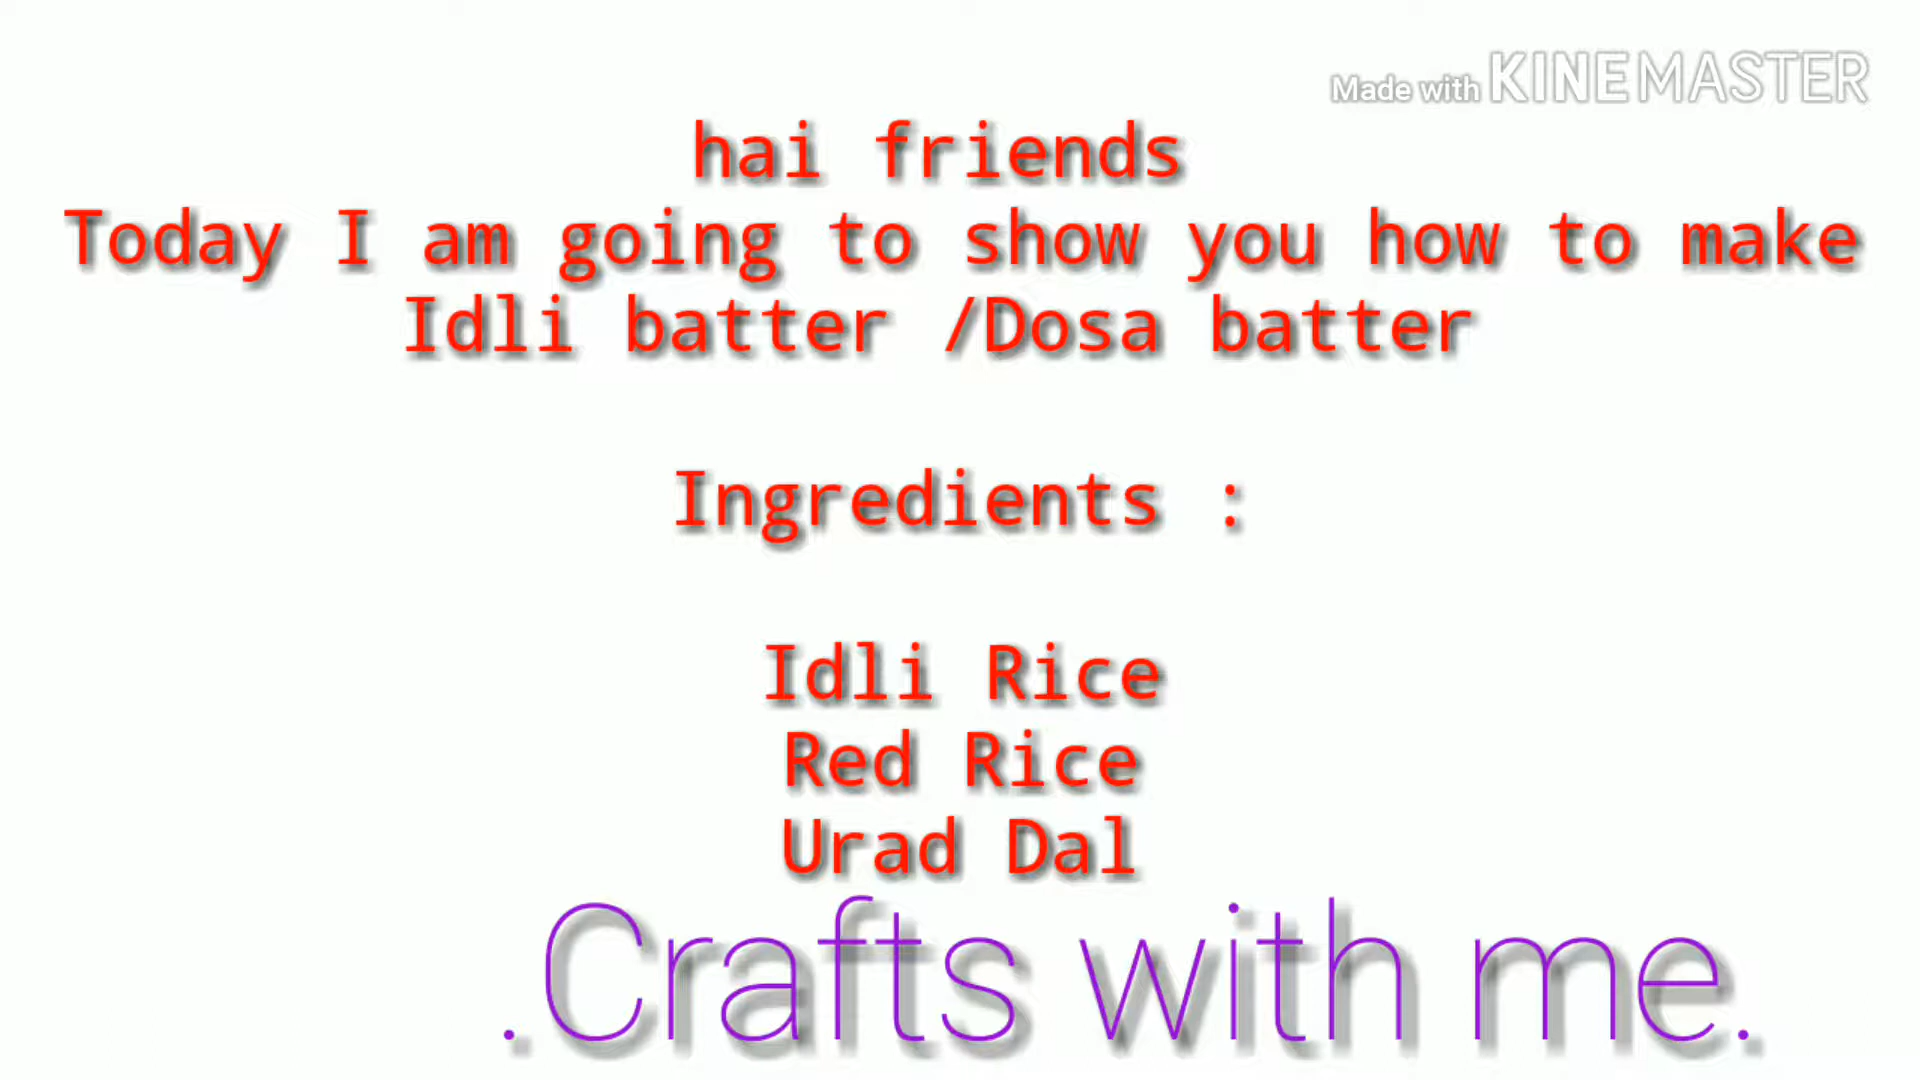 Made with KINEMASTER
hai friends
Today I am going to show you how to make
Idli batter /Dosa batter
Ingredients :
Idli Rice
Red Rice
Urad Dal
.Crafts with me.